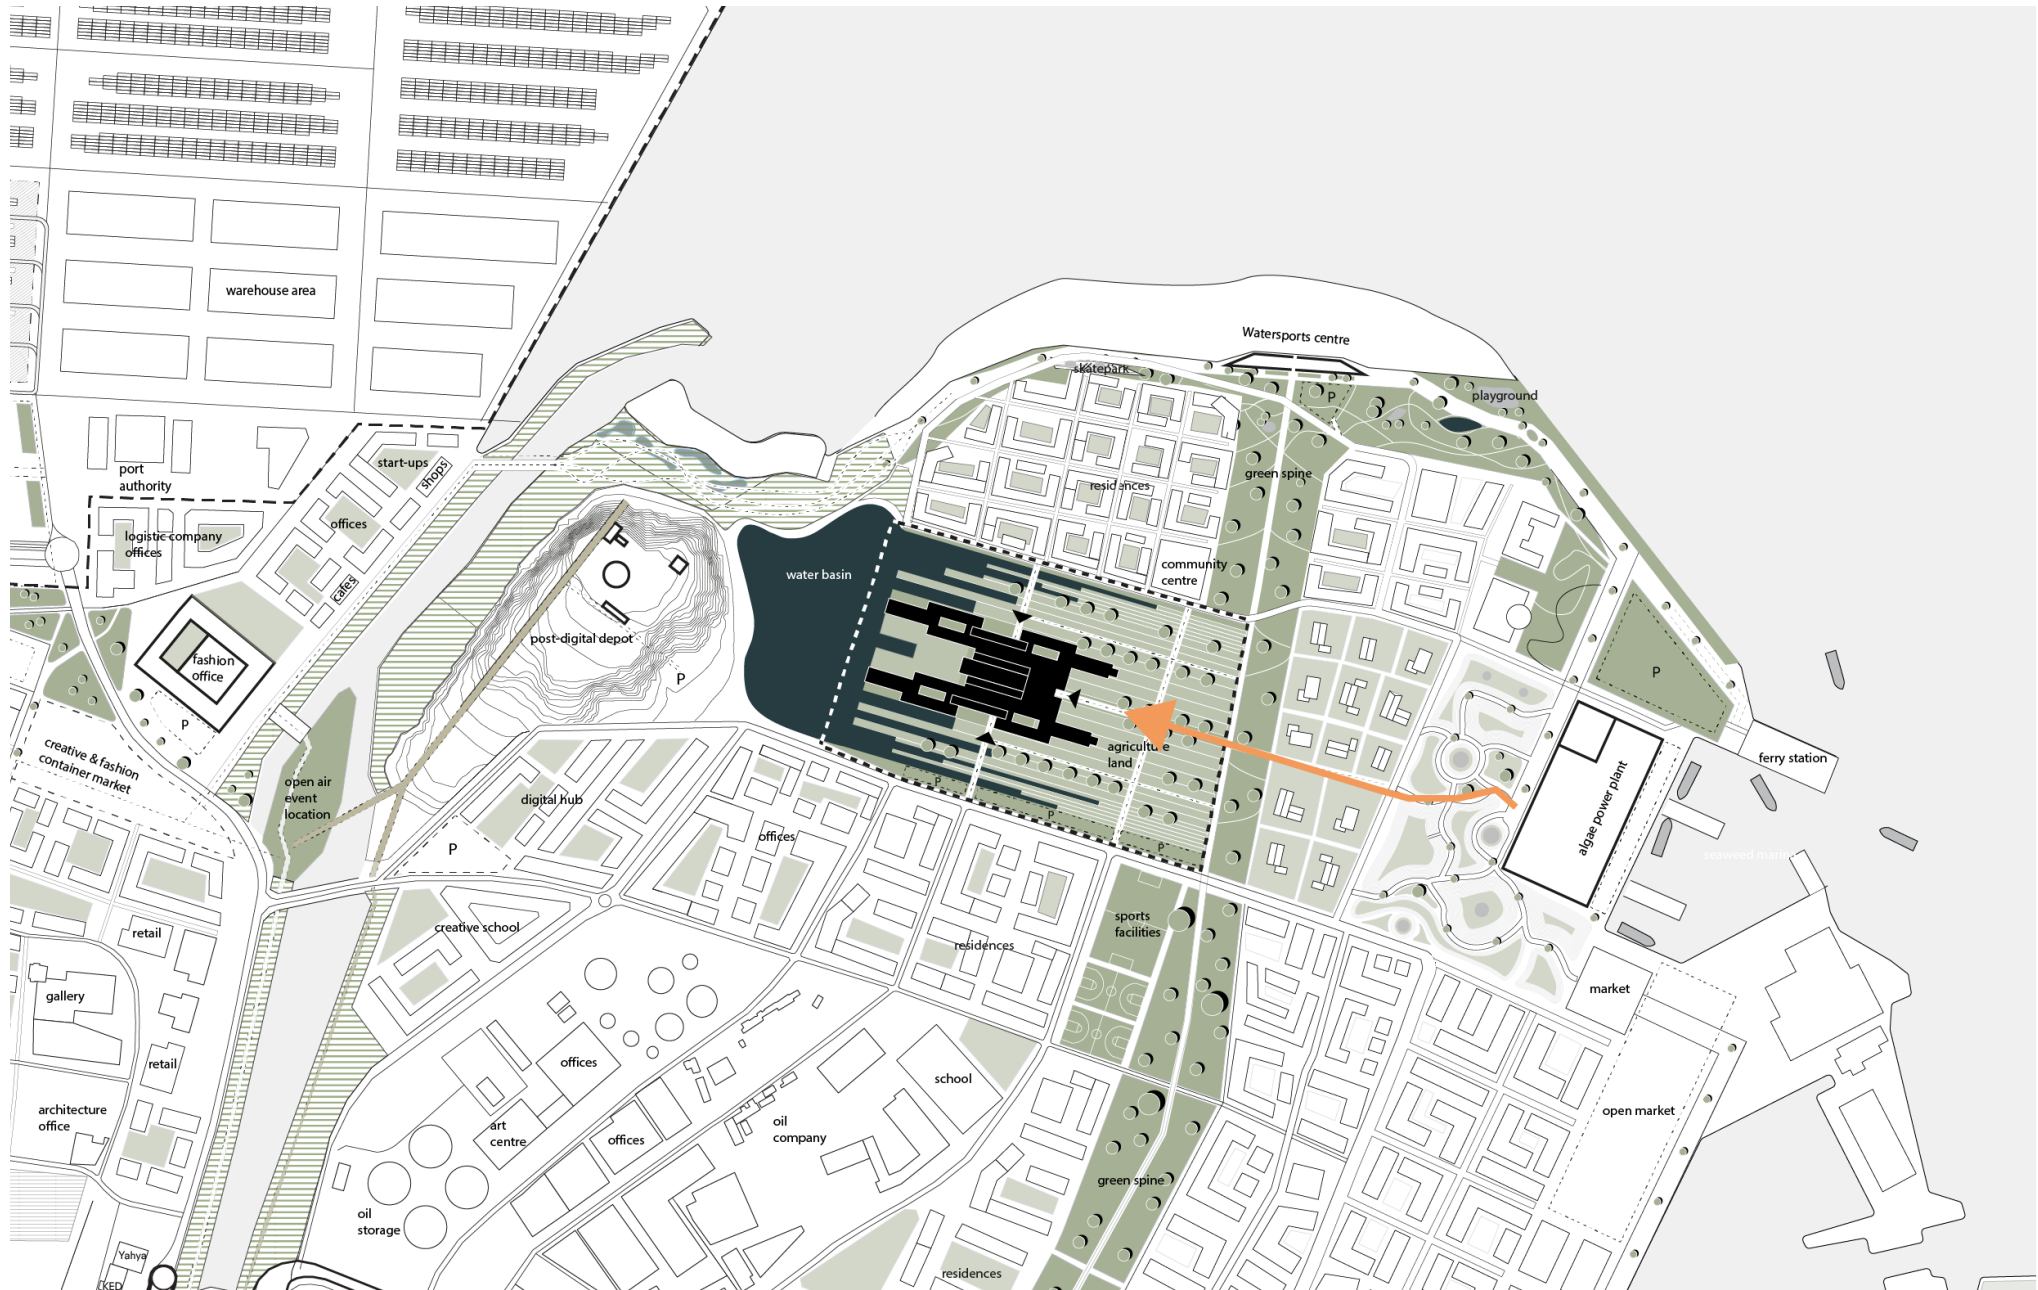 warehouse area
Watersports centre
skatepark
P
playground
port
authority
start-ups
shops
offices
logistic company
offices
cafes
residences
green spine
community
centre
water basin
post-digital depot
P
fashion
office
P
P
creative & fashion
container market
open air
event
location
digital hub
P
offices
agriculture
land
P
P
P
algae power plant
ferry station
seaweed marina
sports
facilities
creative school
residences
retail
gallery
retail
market
architecture
office
offices
art
centre
offices
oil
company
school
open market
green spine
oil
storage
Yahya
residences